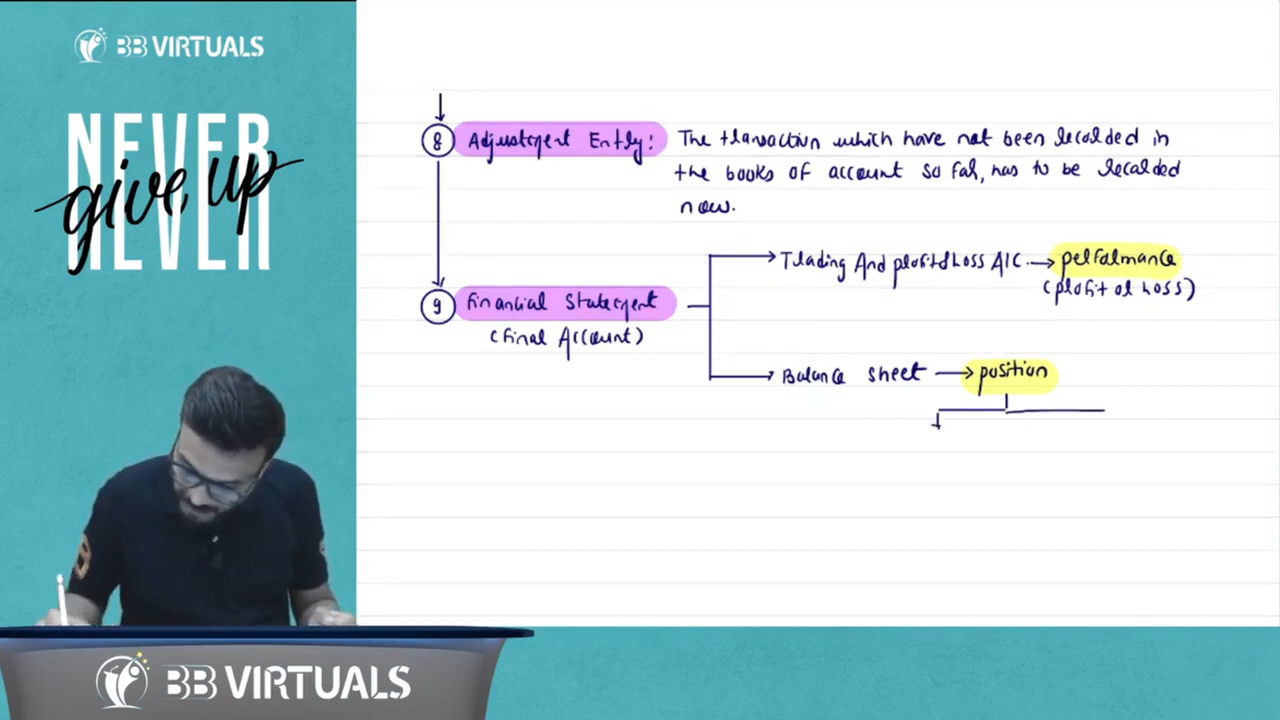 BB VIRTUALS
NEVER
give up
NEVER
8 Adjustment Entry: The transaction which have not been recorded in
the books of account so far, has to be recorded
now.
Trading And profit & Loss A/C. → performance
(profit or Loss)
9 Financial Statement
(Final Account)
Balance sheet → position
BB VIRTUALS